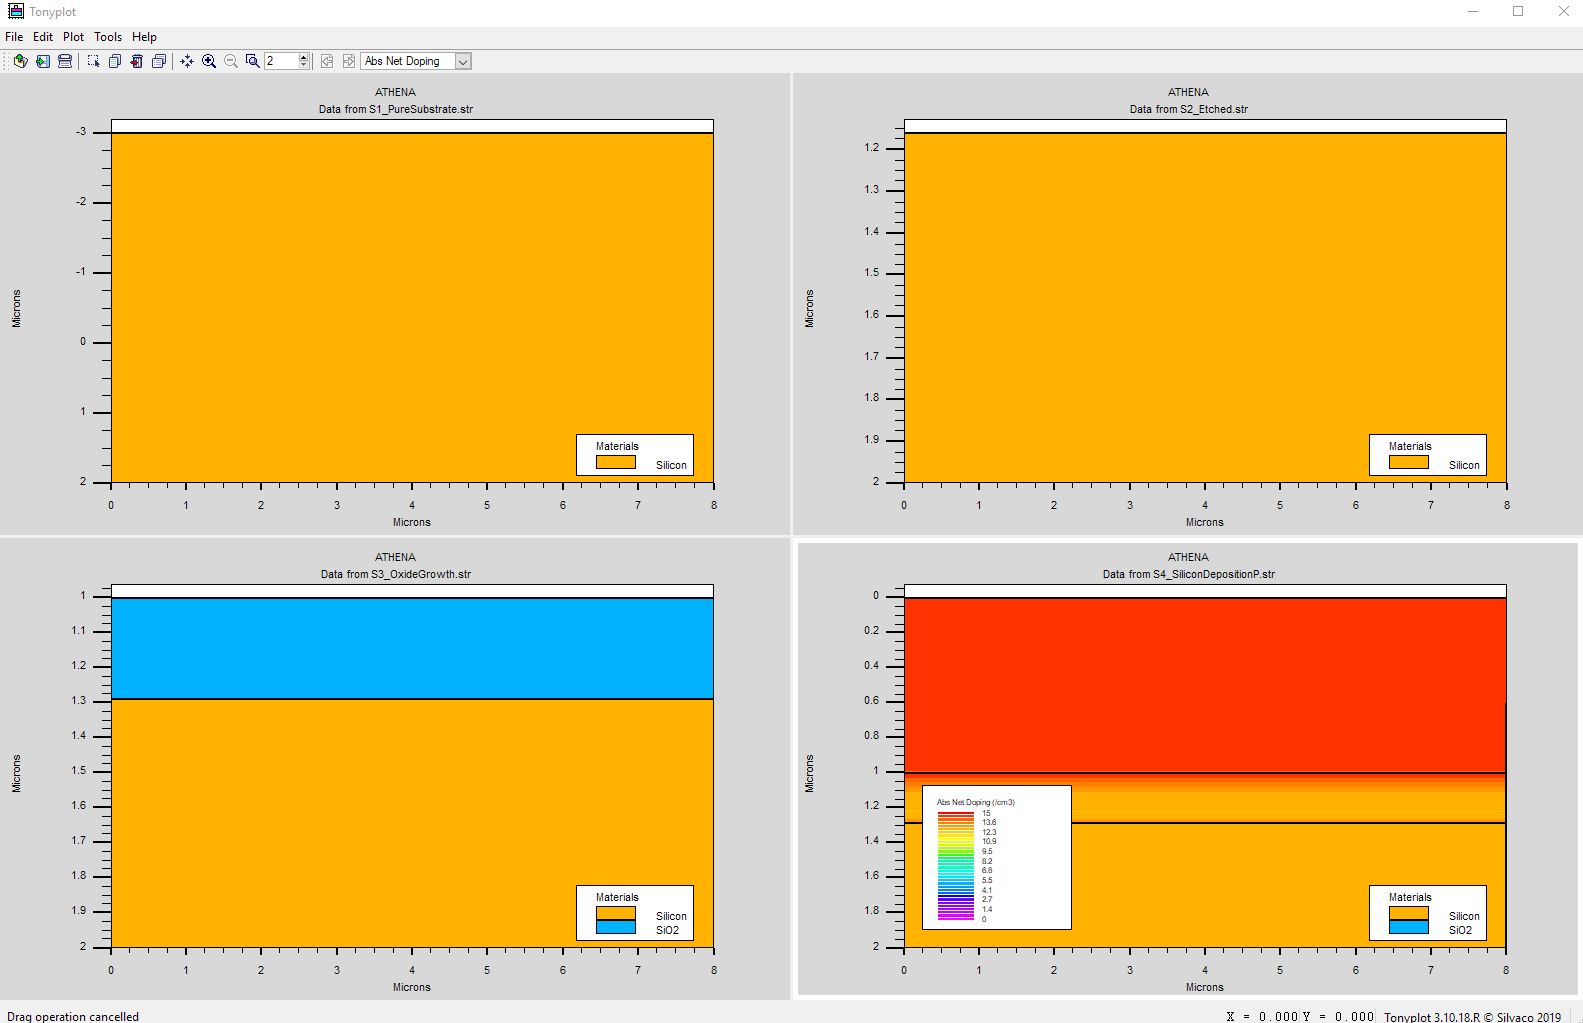 Tonyplot
File Edit Plot Tools Help
2 Abs Net Doping
ATHENA
Data from S1_PureSubstrate.str
-3
-2
-1
0
1
2
Microns
Materials
Silicon
0 1 2 3 4 5 6 7 8
Microns
ATHENA
Data from S2_Etched.str
1.2
1.3
1.4
1.5
1.6
1.7
1.8
1.9
2
Microns
Materials
Silicon
0 1 2 3 4 5 6 7 8
Microns
ATHENA
Data from S3_OxideGrowth.str
1
1.1
1.2
1.3
1.4
1.5
1.6
1.7
1.8
1.9
2
Microns
Materials
Silicon
SiO2
0 1 2 3 4 5 6 7 8
Microns
ATHENA
Data from S4_SiliconDepositionP.str
0
0.2
0.4
0.6
0.8
1
1.2
1.4
1.6
1.8
2
Microns
Abs Net Doping (/cm3)
15
13.6
12.3
10.9
9.5
8.2
6.8
5.5
4.1
2.7
1.4
0
Materials
Silicon
SiO2
0 1 2 3 4 5 6 7 8
Microns
Drag operation cancelled
X = 0.000 Y = 0.000 Tonyplot 3.10.18.R © Silvaco 2019